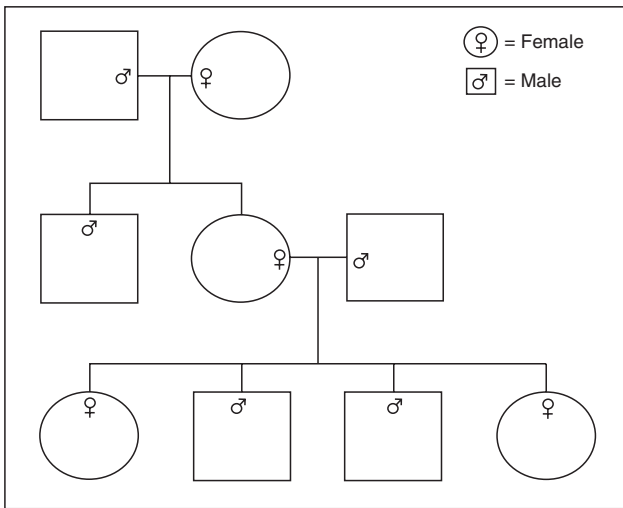 ♀ = Female
♂ = Male
♂ ♀
♂ ♀ ♂
♀ ♂ ♂ ♀